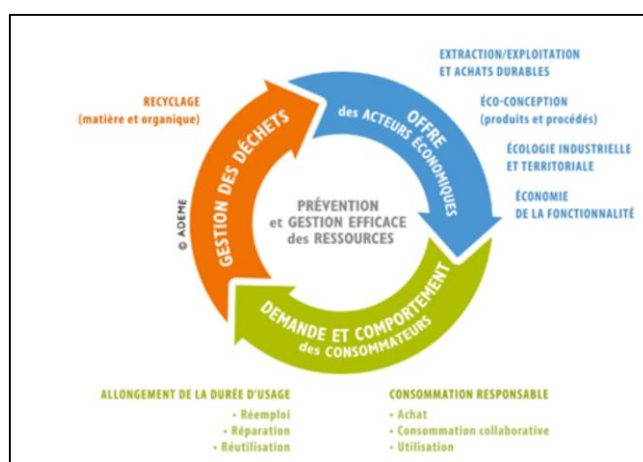 EXTRACTION/EXPLOITATION
ET ACHATS DURABLES
ÉCO-CONCEPTION
(produits et procédés)
ÉCOLOGIE INDUSTRIELLE
ET TERRITORIALE
ÉCONOMIE
DE LA FONCTIONNALITÉ
RECYCLAGE
(matière et organique)
OFFRE
des ACTEURS ÉCONOMIQUES
GESTION DES DÉCHETS
PRÉVENTION
et GESTION EFFICACE
des RESSOURCES
© ADEME
DEMANDE ET COMPORTEMENT
des CONSOMMATEURS
ALLONGEMENT DE LA DURÉE D'USAGE
• Réemploi
• Réparation
• Réutilisation
CONSOMMATION RESPONSABLE
• Achat
• Consommation collaborative
• Utilisation